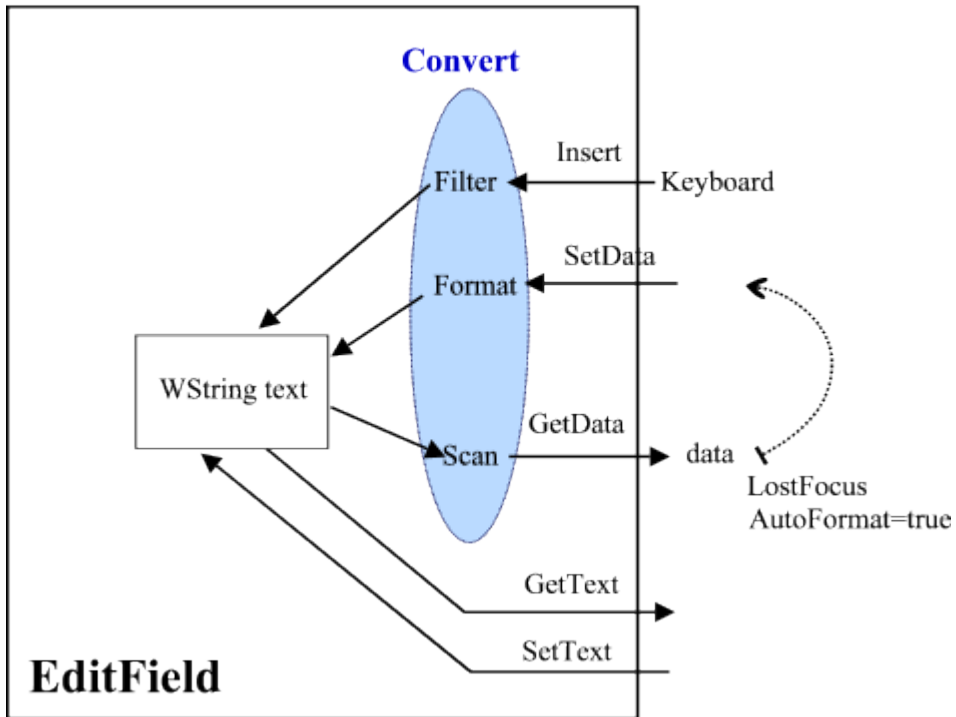 Convert
Insert
Filter
Keyboard
SetData
Format
WString text
GetData
Scan
data
LostFocus
AutoFormat=true
GetText
SetText
EditField